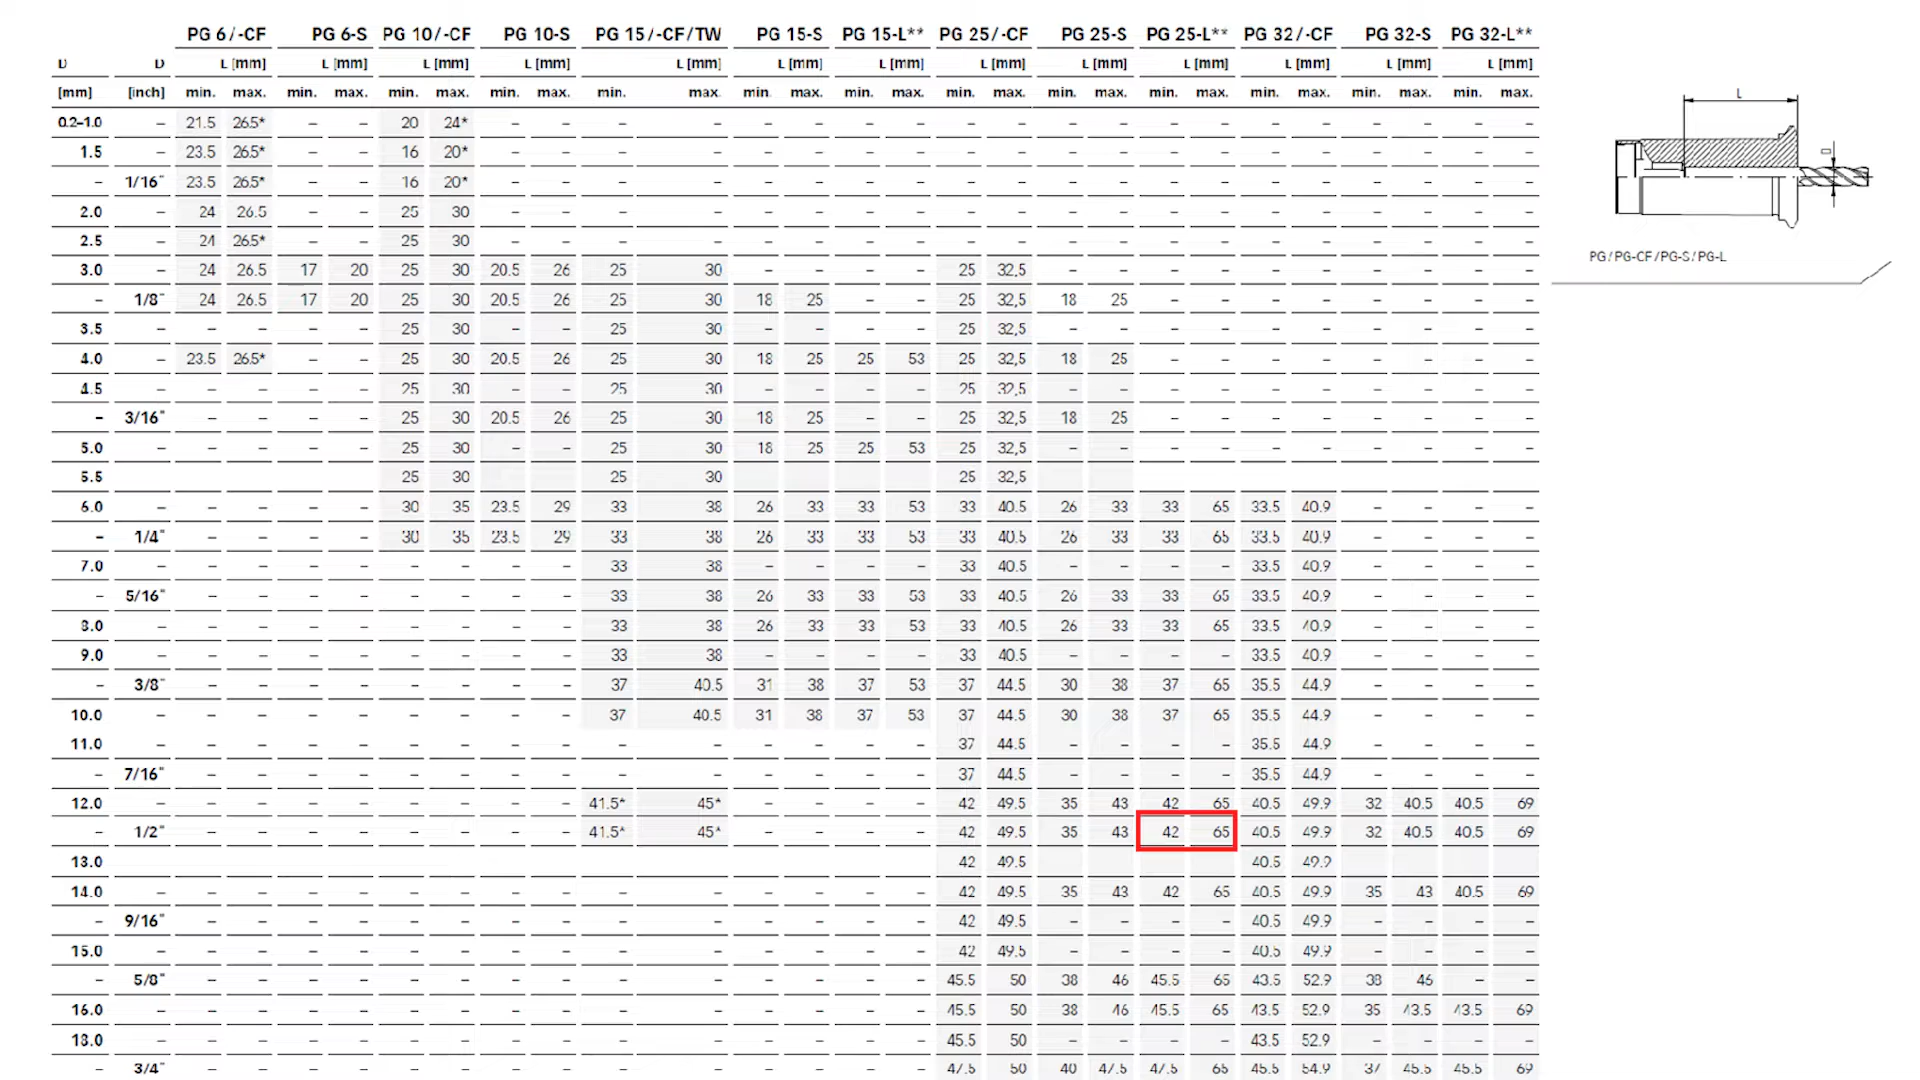 PG 6/-CF PG 6-S PG 10/-CF PG 10-S PG 15/-CF/TW PG 15-S PG 15-L** PG 25/-CF PG 25-S PG 25-L** PG 32/-CF PG 32-S PG 32-L**
D D L [mm] L [mm] L [mm] L [mm] L [mm] L [mm] L [mm] L [mm] L [mm] L [mm] L [mm] L [mm] L [mm]
[mm] [inch] min. max. min. max. min. max. min. max. min. max. min. max. min. max. min. max. min. max. min. max. min. max. min. max. min. max.
0.2–1.0 – 21.5 26.5* – – 20 24* – – – – – – – – – – – – – – – – – – – –
1.5 – 23.5 26.5* – – 16 20* – – – – – – – – – – – – – – – – – – – –
– 1/16" 23.5 26.5* – – 16 20* – – – – – – – – – – – – – – – – – – – –
2.0 – 24 26.5 – – 25 30 – – – – – – – – – – – – – – – – – – – –
2.5 – 24 26.5* – – 25 30 – – – – – – – – – – – – – – – – – – – –
3.0 – 24 26.5 17 20 25 30 20.5 26 25 30 – – – – 25 32,5 – – – – – – – – – –
– 1/8" 24 26.5 17 20 25 30 20.5 26 25 30 18 25 – – 25 32,5 18 25 – – – – – – – –
3.5 – – – – – 25 30 – – 25 30 – – – – 25 32,5 – – – – – – – – – –
4.0 – 23.5 26.5* – – 25 30 20.5 26 25 30 18 25 25 53 25 32,5 18 25 – – – – – – – –
4.5 – – – – – 25 30 – – 25 30 – – – – 25 32,5 – – – – – – – – – –
– 3/16" – – – – 25 30 20.5 26 25 30 18 25 – – 25 32,5 18 25 – – – – – – – –
5.0 – – – – – 25 30 – – 25 30 18 25 25 53 25 32,5 – – – – – – – – – –
5.5 25 30 25 30 25 32,5
6.0 – – – – – 30 35 23.5 29 33 38 26 33 33 53 33 40.5 26 33 33 65 33.5 40.9 – – – –
– 1/4" – – – – 30 35 23.5 29 33 38 26 33 33 53 33 40.5 26 33 33 65 33.5 40.9 – – – –
7.0 – – – – – – – – – 33 38 – – – – 33 40.5 – – – – 33.5 40.9 – – – –
– 5/16" – – – – – – – – 33 38 26 33 33 53 33 40.5 26 33 33 65 33.5 40.9 – – – –
8.0 – – – – – – – – – 33 38 26 33 33 53 33 40.5 26 33 33 65 33.5 40.9 – – – –
9.0 – – – – – – – – – 33 38 – – – – 33 40.5 – – – – 33.5 40.9 – – – –
– 3/8" – – – – – – – – 37 40.5 31 38 37 53 37 44.5 30 38 37 65 35.5 44.9 – – – –
10.0 – – – – – – – – – 37 40.5 31 38 37 53 37 44.5 30 38 37 65 35.5 44.9 – – – –
11.0 – – – – – – – – – – – – – – – 37 44.5 – – – – 35.5 44.9 – – – –
– 7/16" – – – – – – – – – – – – – – 37 44.5 – – – – 35.5 44.9 – – – –
12.0 – – – – – – – – – 41.5* 45* – – – – 42 49.5 35 43 42 65 40.5 49.9 32 40.5 40.5 69
– 1/2" – – – – – – – – 41.5* 45* – – – – 42 49.5 35 43 42 65 40.5 49.9 32 40.5 40.5 69
13.0 42 49.5 40.5 49.9
14.0 – – – – – – – – – – – – – – – 42 49.5 35 43 42 65 40.5 49.9 35 43 40.5 69
– 9/16" – – – – – – – – – – – – – – 42 49.5 – – – – 40.5 49.9 – – – –
15.0 – – – – – – – – – – – – – – – 42 49.5 – – – – 40.5 49.9 – – – –
– 5/8" – – – – – – – – – – – – – – 45.5 50 38 46 45.5 65 43.5 52.9 38 46 – –
16.0 – – – – – – – – – – – – – – – 45.5 50 38 46 45.5 65 43.5 52.9 35 43.5 43.5 69
18.0 – – – – – – – – – – – – – – – 45.5 50 – – – – 43.5 52.9 – – – –
– 3/4" – – – – – – – – – – – – – – 47.5 50 40 47.5 47.5 65 45.5 54.9 37 45.5 45.5 69
L
D
PG/PG-CF/PG-S/PG-L